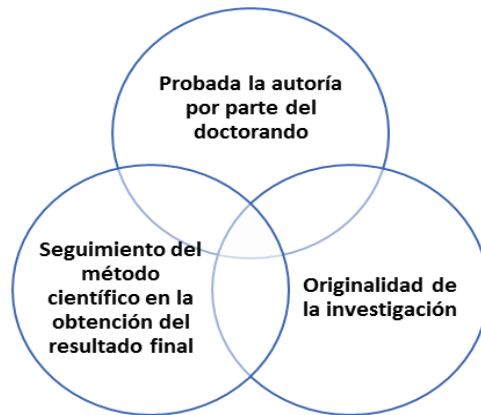 Probada la autoría
por parte del
doctorando
Seguimiento del
método
científico en la
obtención del
resultado final
Originalidad de
la investigación